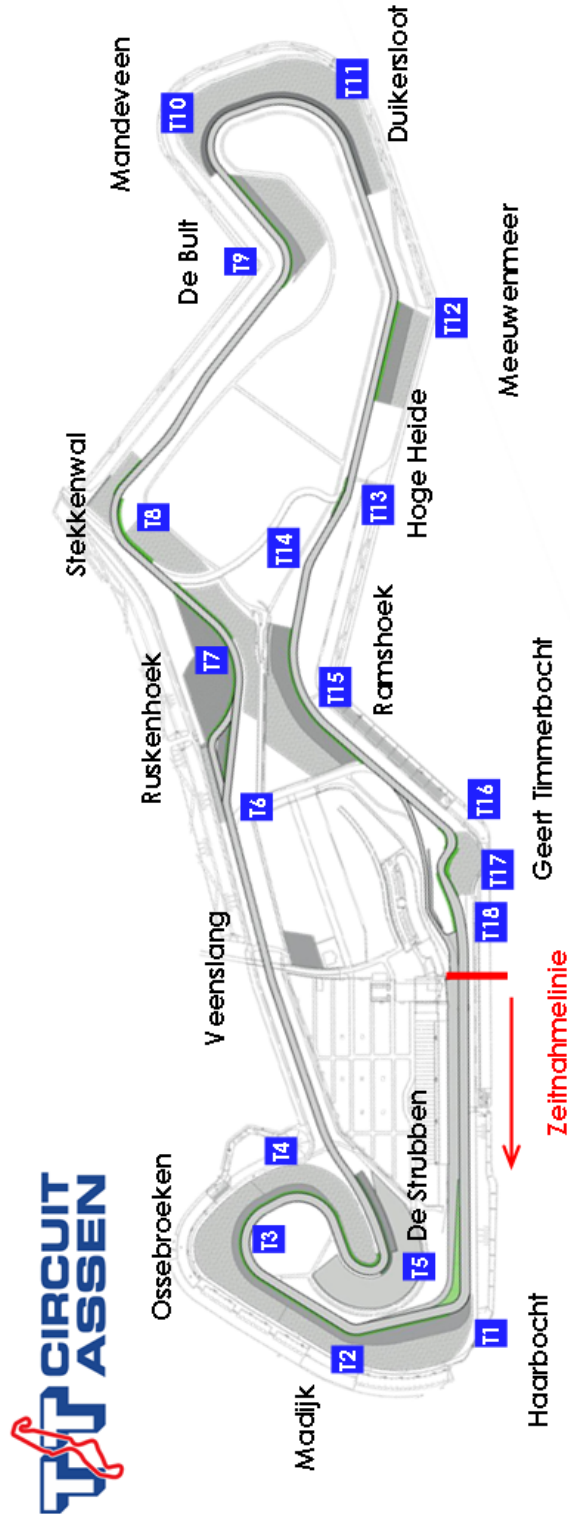 TT CIRCUIT
ASSEN
Mandeveen
T10
T11
Duikersloot
De Bult
T9
T12
Meeuwenmeer
Stekkenwal
T8
T13
Hoge Heide
T14
Ruskenhoek
T7
T15
Ramshoek
T6
T16
Geert Timmerbocht
T17
T18
Veenslang
Zeitnahmelinie
Ossebroeken
T4
T3
De Strubben
T5
T2
Madijk
T1
Haarbocht